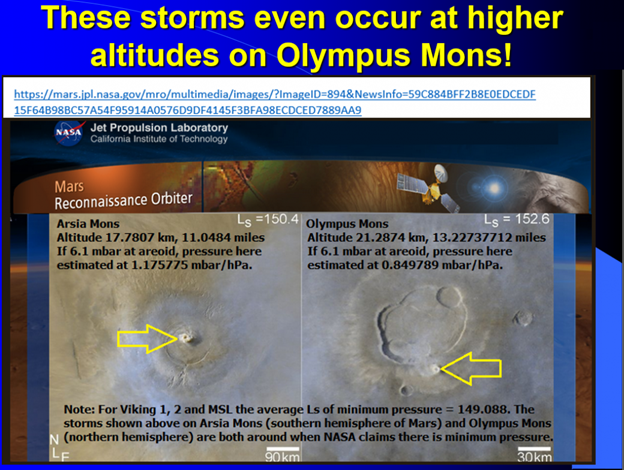 These storms even occur at higher
altitudes on Olympus Mons!
https://mars.jpl.nasa.gov/mro/multimedia/images/?ImageID=894&NewsInfo=59C884BFF2B8E0EDCEDF
15F64B98BC57A54F95914A0576D9DF4145F3BFA98ECDCED7889AA9
NASA
Jet Propulsion Laboratory
California Institute of Technology
Mars
Reconnaissance Orbiter
Ls =150.4
Arsia Mons
Altitude 17.7807 km, 11.0484 miles
If 6.1 mbar at areoid, pressure here
estimated at 1.175775 mbar/hPa.
Ls = 152.6
Olympus Mons
Altitude 21.2874 km, 13.22737712 miles
If 6.1 mbar at areoid, pressure here
estimated at 0.849789 mbar/hPa.
Note: For Viking 1, 2 and MSL the average Ls of minimum pressure = 149.088. The
storms shown above on Arsia Mons (southern hemisphere of Mars) and Olympus Mons
(northern hemisphere) are both around when NASA claims there is minimum pressure.
N
90km
30km